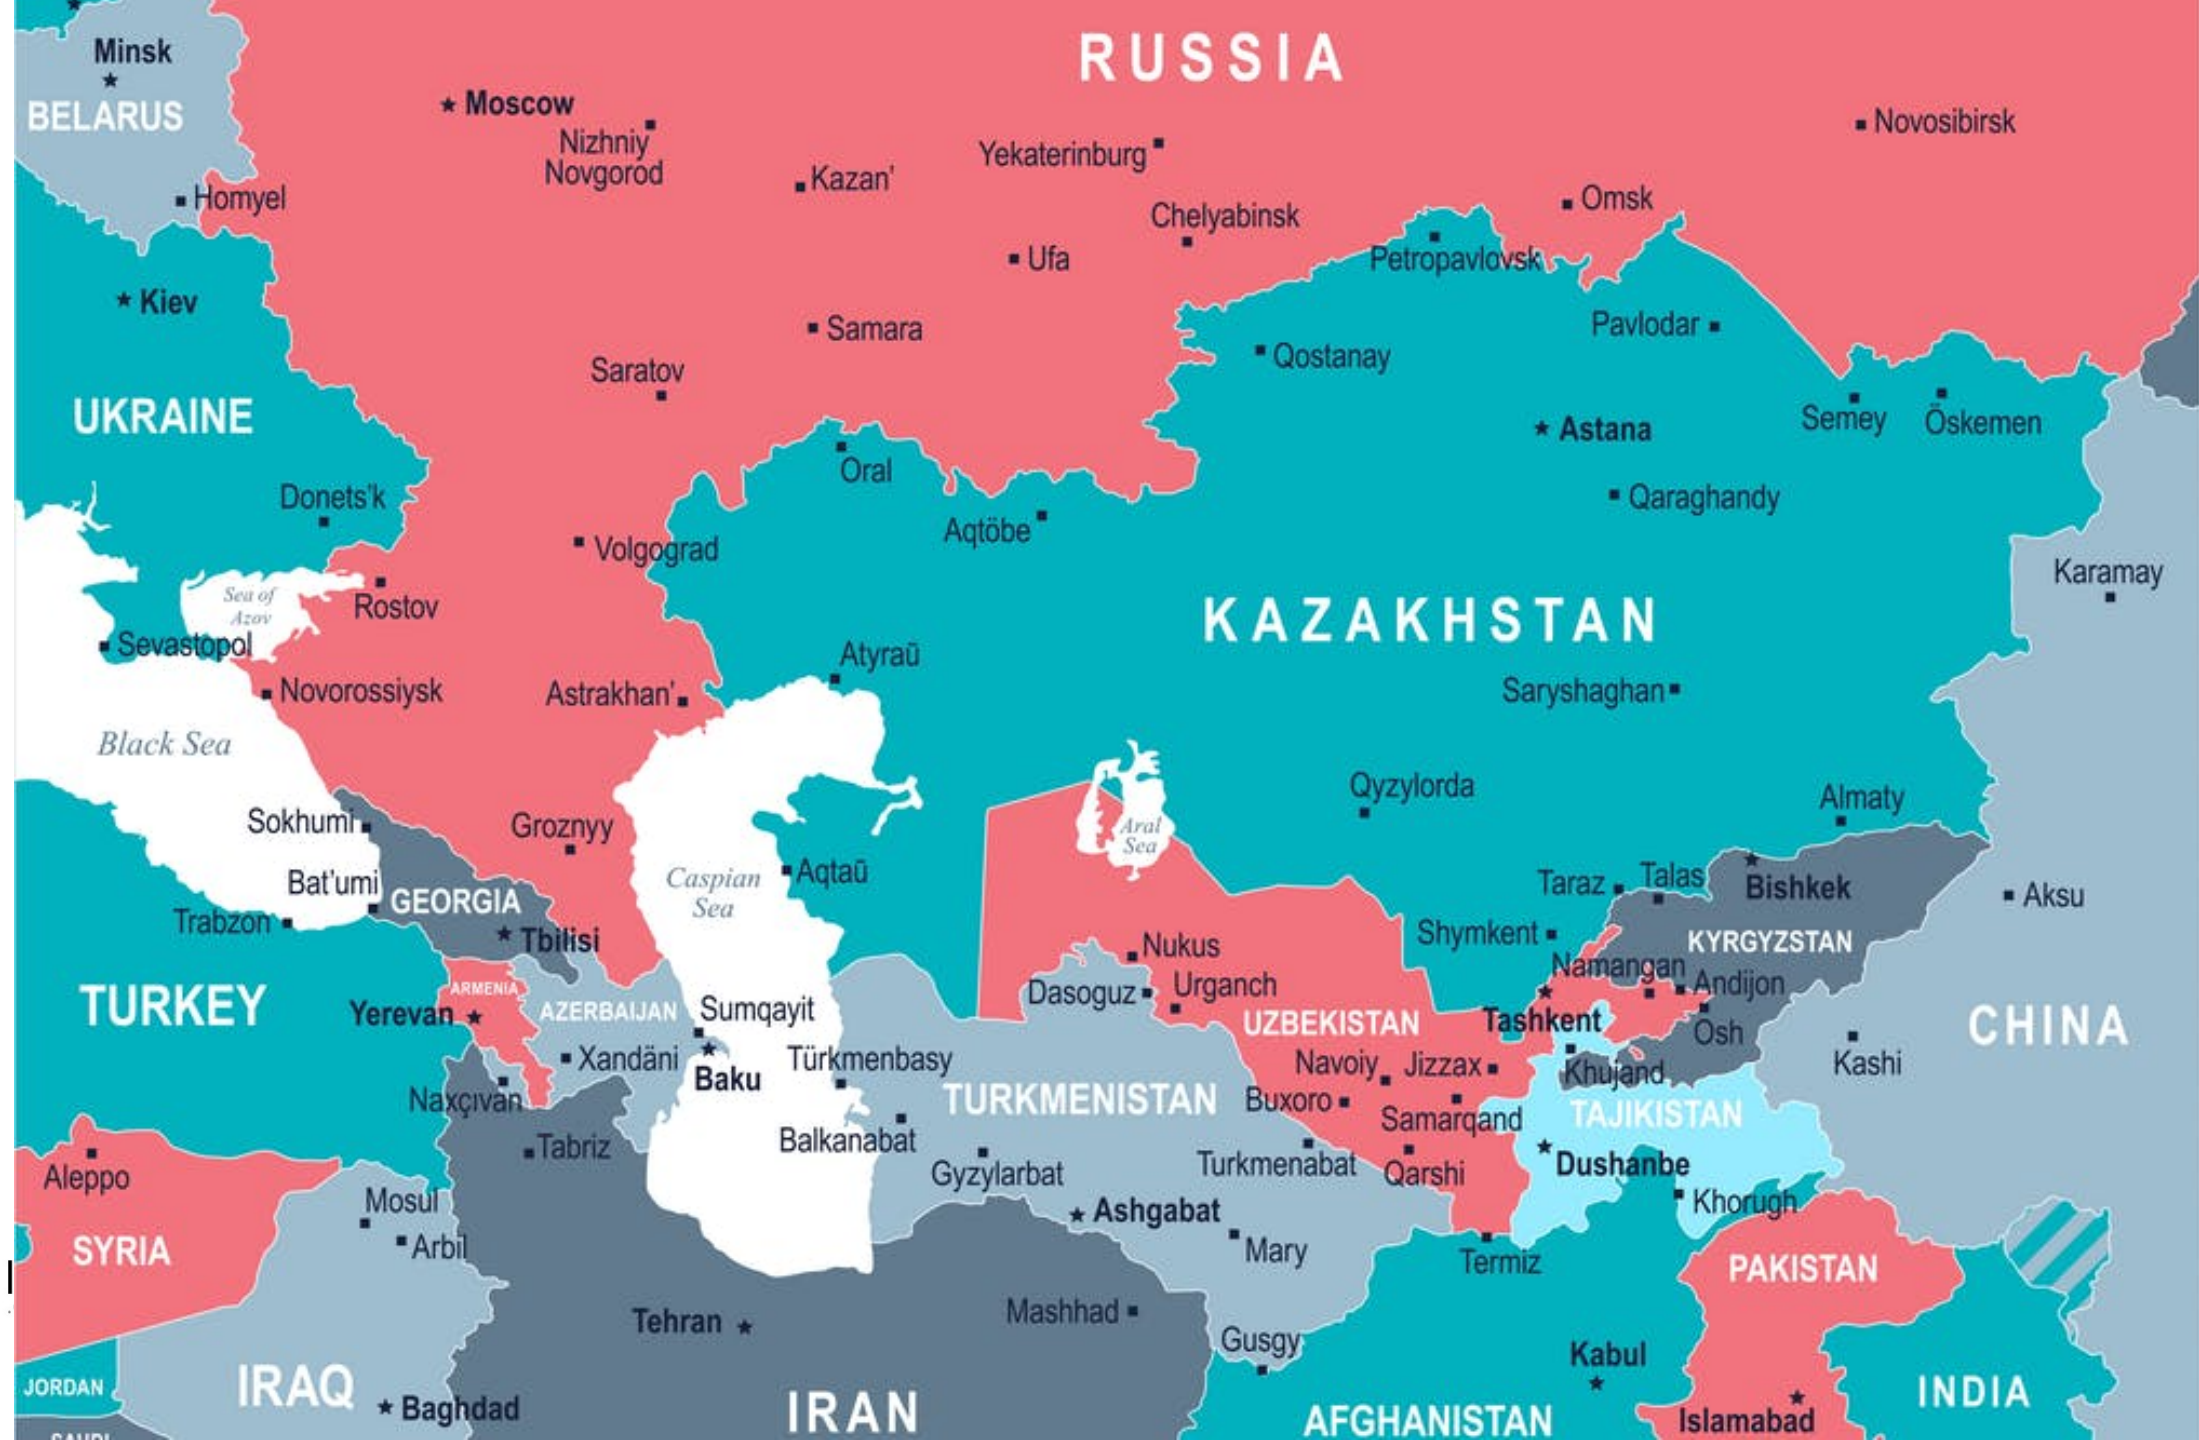 RUSSIA
Minsk
BELARUS
Moscow
Nizhniy
Novgorod
Kazan'
Yekaterinburg
Novosibirsk
Homyel
Chelyabinsk
Omsk
Ufa
Petropavlovsk
Kiev
Samara
Pavlodar
Qostanay
Saratov
UKRAINE
Astana
Semey
Öskemen
Oral
Donets'k
Qaraghandy
Aqtöbe
Volgograd
Karamay
Sea of
Azov
Rostov
KAZAKHSTAN
Sevastopol
Atyraū
Novorossiysk
Astrakhan'
Saryshaghan
Black Sea
Qyzylorda
Almaty
Sokhumi
Groznyy
Aral
Sea
Caspian
Sea
Aqtaū
Bat'umi
GEORGIA
Taraz
Talas
Bishkek
Aksu
Trabzon
Tbilisi
Shymkent
KYRGYZSTAN
Nukus
Namangan
Andijon
ARMENIA
Dasoguz
Urganch
TURKEY
Yerevan
AZERBAIJAN
Sumqayit
UZBEKISTAN
Tashkent
Osh
CHINA
Xandäni
Baku
Türkmenbasy
Navoiy
Jizzax
Khujand
Kashi
Naxçıvan
TURKMENISTAN
Buxoro
Samarqand
TAJIKISTAN
Tabriz
Balkanabat
Gyzylarbat
Turkmenabat
Qarshi
Dushanbe
Aleppo
Mosul
Khorugh
Ashgabat
Arbil
SYRIA
Mary
Termiz
PAKISTAN
Tehran
Mashhad
Gusgy
Kabul
JORDAN
IRAQ
Baghdad
IRAN
AFGHANISTAN
Islamabad
INDIA